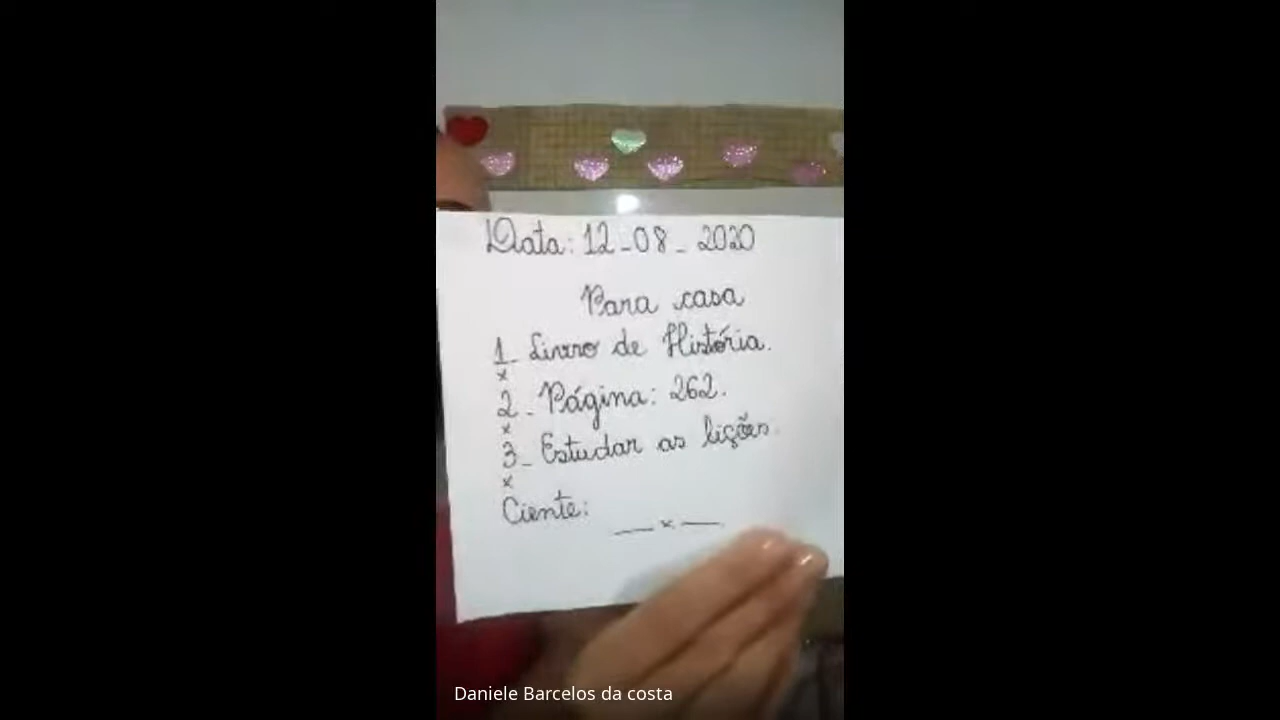 Data: 12-08-2020
Para casa
1- Livro de História.
x
2- Página: 262.
x
3- Estudar as lições.
x
Ciente:
— x —
Daniele Barcelos da costa